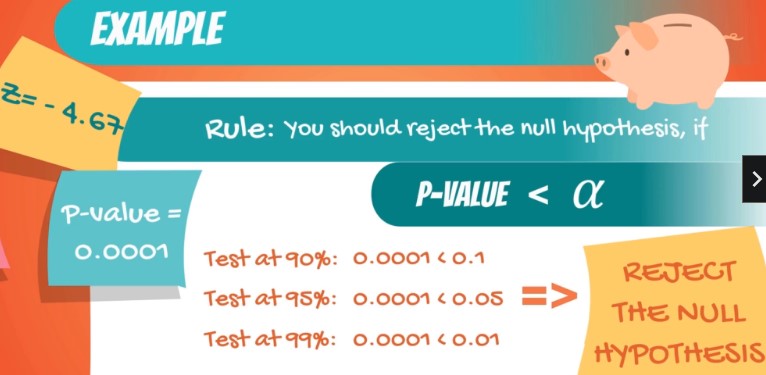 EXAMPLE
Z= - 4.67
Rule: You should reject the null hypothesis, if
P-VALUE < α
P-value =
0.0001
Test at 90%: 0.0001 < 0.1
Test at 95%: 0.0001 < 0.05
Test at 99%: 0.0001 < 0.01
=>
REJECT
THE NULL
HYPOTHESIS